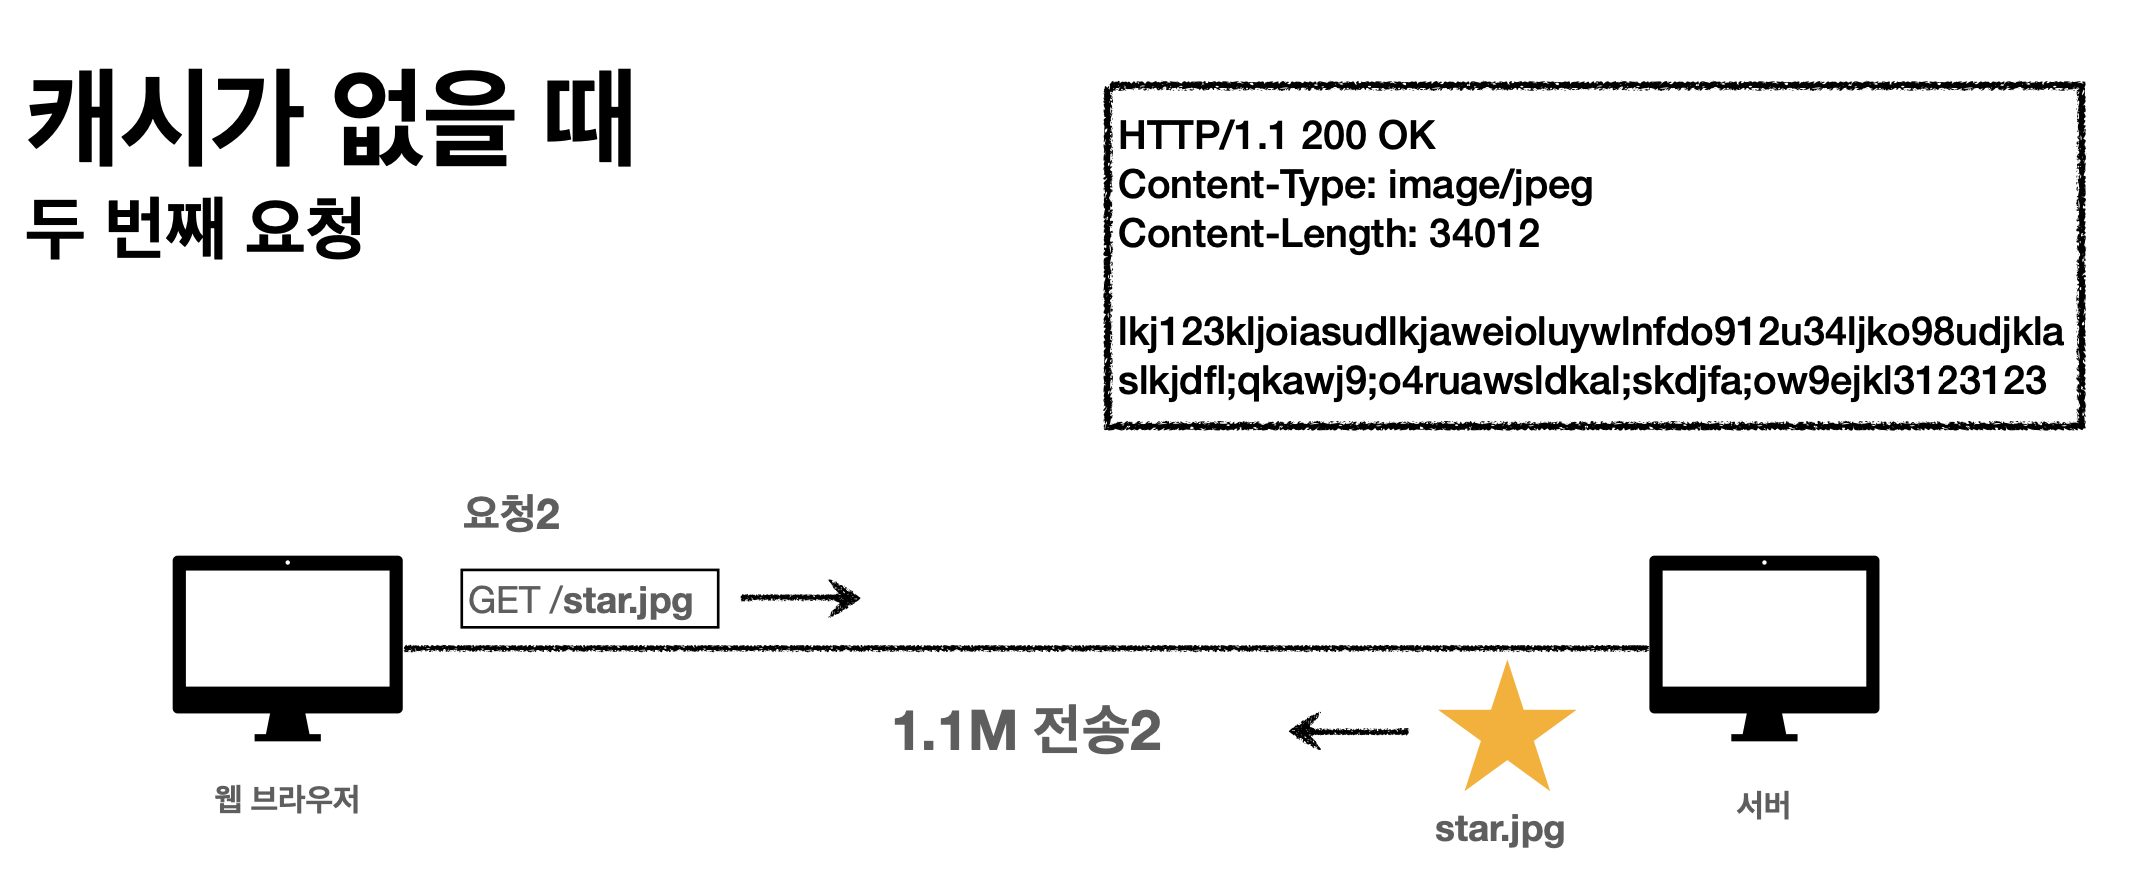 캐시가 없을 때
두 번째 요청
HTTP/1.1 200 OK
Content-Type: image/jpeg
Content-Length: 34012
lkj123kljoiasudlkjaweioluywlnfdo912u34ljko98udjkla
slkjdfl;qkawj9;o4ruawsldkal;skdjfa;ow9ejkl3123123
요청2
GET /star.jpg
1.1M 전송2
웹 브라우저
star.jpg
서버